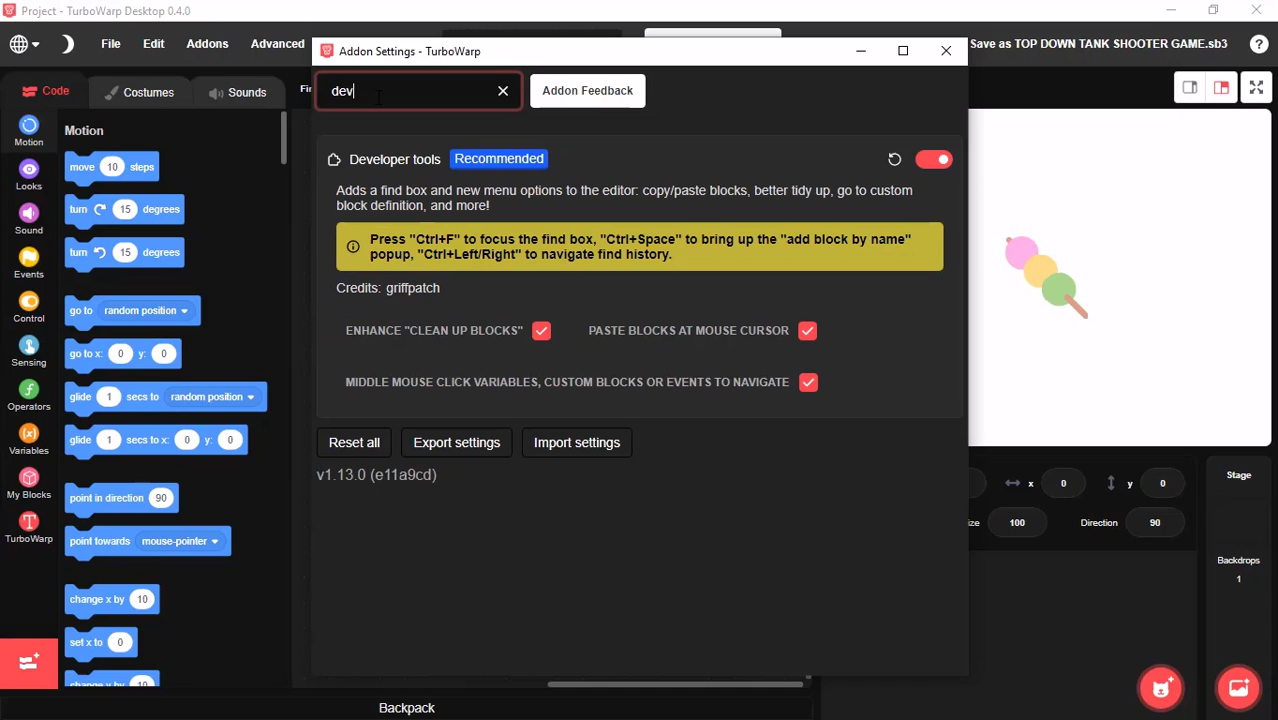 Project - TurboWarp Desktop 0.4.0
File Edit Addons Advanced
Save as TOP DOWN TANK SHOOTER GAME.sb3
Addon Settings - TurboWarp
Code
Costumes
Sounds
dev
Addon Feedback
Motion
Looks
Sound
Events
Control
Sensing
Operators
Variables
My Blocks
TurboWarp
Motion
move 10 steps
turn 15 degrees
turn 15 degrees
go to random position
go to x: 0 y: 0
glide 1 secs to random position
glide 1 secs to x: 0 y: 0
point in direction 90
point towards mouse-pointer
change x by 10
set x to 0
Developer tools Recommended
Adds a find box and new menu options to the editor: copy/paste blocks, better tidy up, go to custom
block definition, and more!
Press "Ctrl+F" to focus the find box, "Ctrl+Space" to bring up the "add block by name"
popup, "Ctrl+Left/Right" to navigate find history.
Credits: griffpatch
ENHANCE "CLEAN UP BLOCKS"
PASTE BLOCKS AT MOUSE CURSOR
MIDDLE MOUSE CLICK VARIABLES, CUSTOM BLOCKS OR EVENTS TO NAVIGATE
Reset all
Export settings
Import settings
v1.13.0 (e11a9cd)
x 0 y 0
100
Direction 90
Stage
Backdrops
1
Backpack